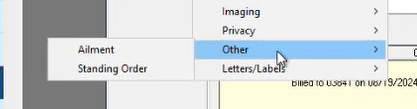 Imaging
Privacy
Other
Letters/Labels
Ailment
Standing Order
Billed to 03841 on 08/19/2024